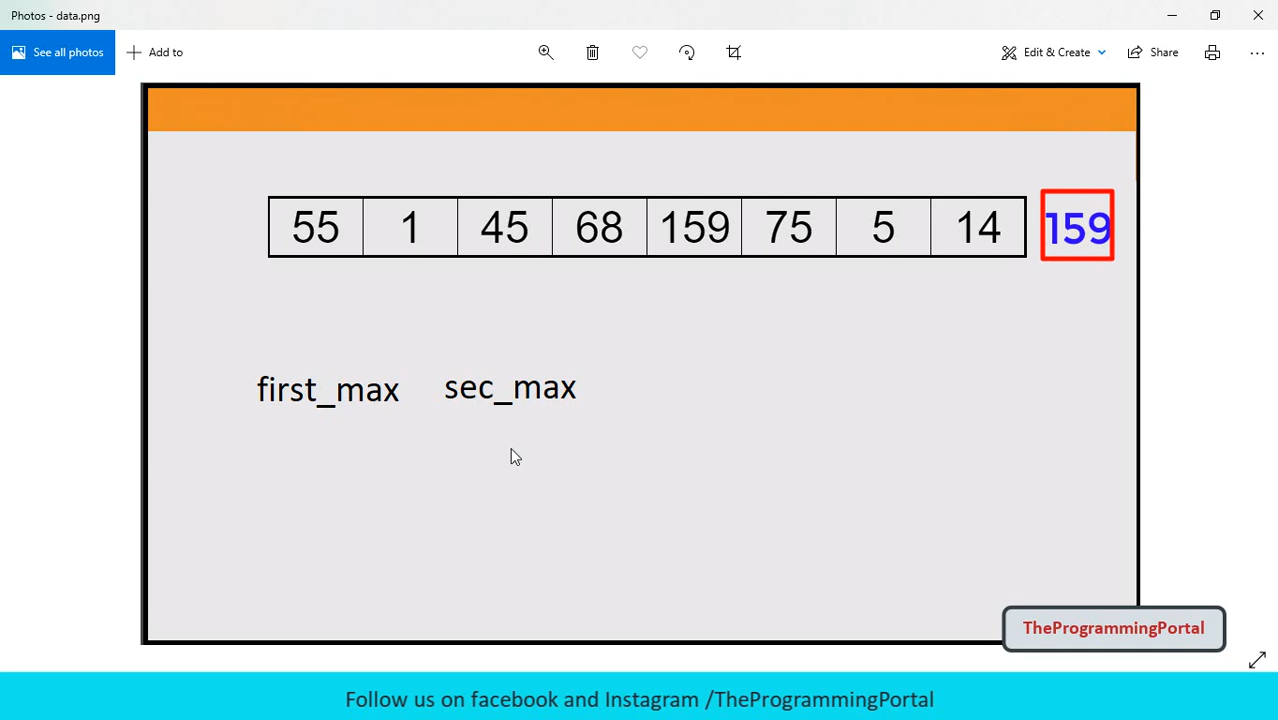 Photos - data.png
See all photos
Add to
Edit & Create
Share
55 1 45 68 159 75 5 14 159
first_max sec_max
TheProgrammingPortal
Follow us on facebook and Instagram /TheProgrammingPortal